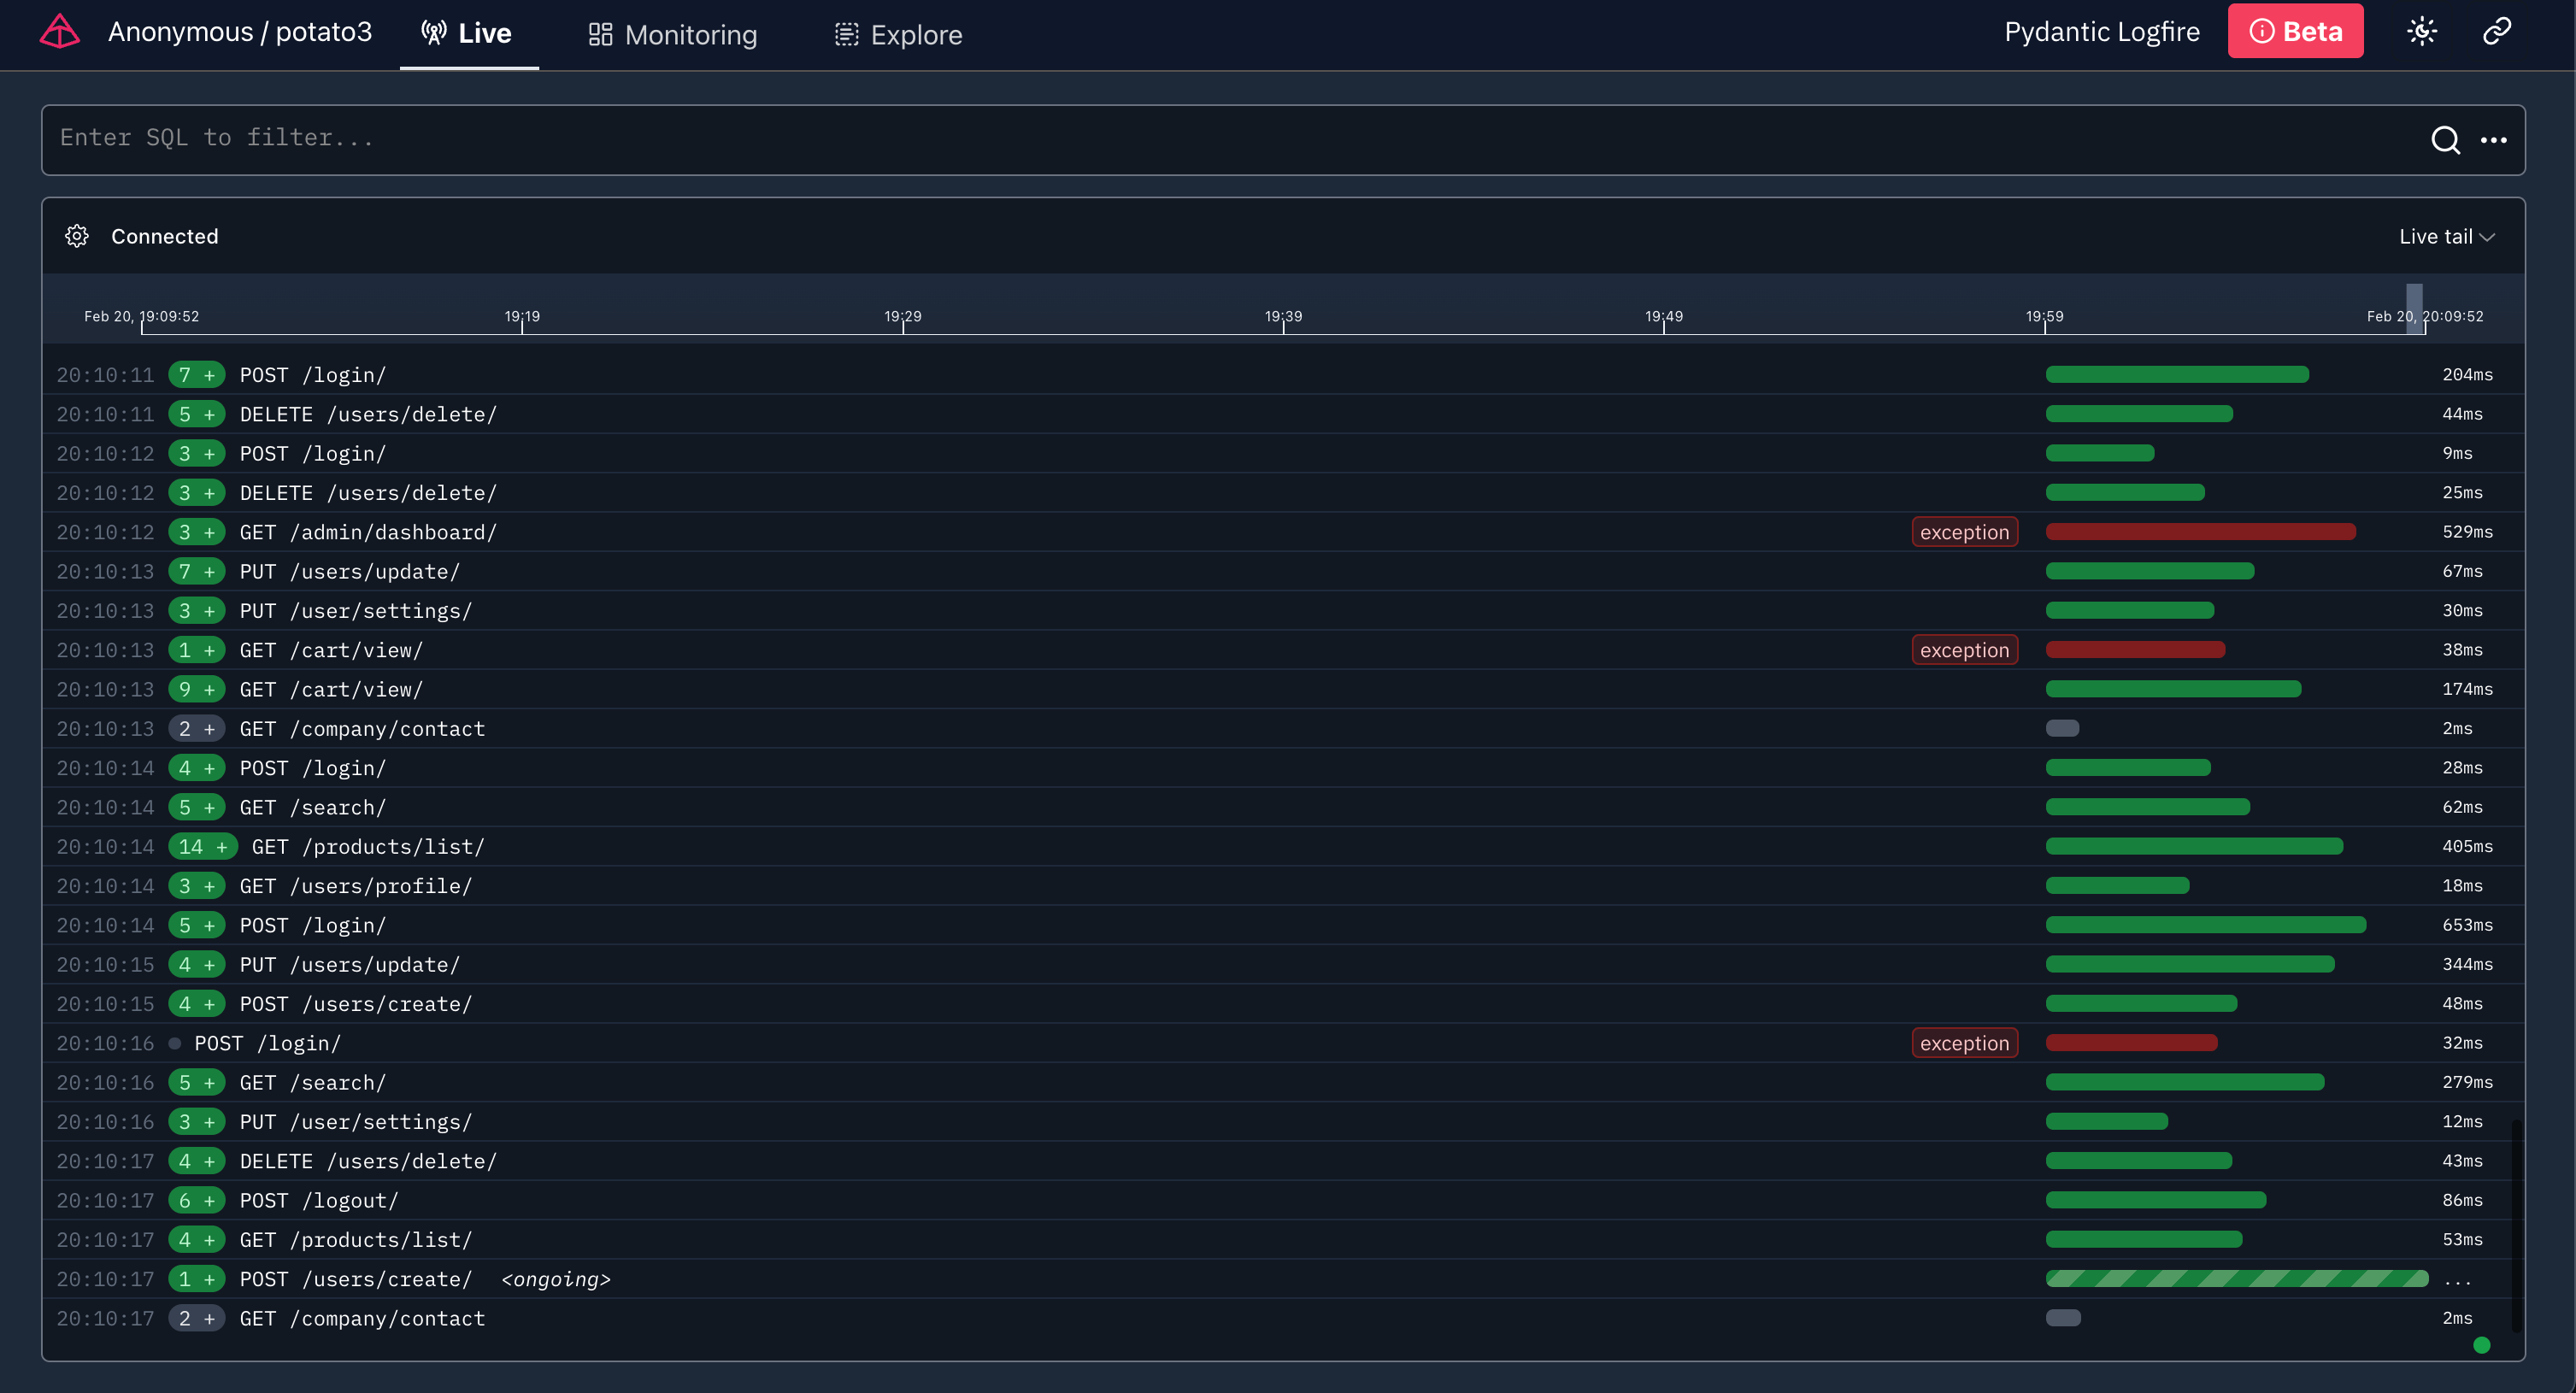 Anonymous / potato3 Live Monitoring Explore Pydantic Logfire Beta
Enter SQL to filter...
Connected Live tail
Feb 20, 19:09:52 19:19 19:29 19:39 19:49 19:59 Feb 20, 20:09:52
20:10:11 7 + POST /login/ 204ms
20:10:11 5 + DELETE /users/delete/ 44ms
20:10:12 3 + POST /login/ 9ms
20:10:12 3 + DELETE /users/delete/ 25ms
20:10:12 3 + GET /admin/dashboard/ exception 529ms
20:10:13 7 + PUT /users/update/ 67ms
20:10:13 3 + PUT /user/settings/ 30ms
20:10:13 1 + GET /cart/view/ exception 38ms
20:10:13 9 + GET /cart/view/ 174ms
20:10:13 2 + GET /company/contact 2ms
20:10:14 4 + POST /login/ 28ms
20:10:14 5 + GET /search/ 62ms
20:10:14 14 + GET /products/list/ 405ms
20:10:14 3 + GET /users/profile/ 18ms
20:10:14 5 + POST /login/ 653ms
20:10:15 4 + PUT /users/update/ 344ms
20:10:15 4 + POST /users/create/ 48ms
20:10:16 POST /login/ exception 32ms
20:10:16 5 + GET /search/ 279ms
20:10:16 3 + PUT /user/settings/ 12ms
20:10:17 4 + DELETE /users/delete/ 43ms
20:10:17 6 + POST /logout/ 86ms
20:10:17 4 + GET /products/list/ 53ms
20:10:17 1 + POST /users/create/ <ongoing> ...
20:10:17 2 + GET /company/contact 2ms